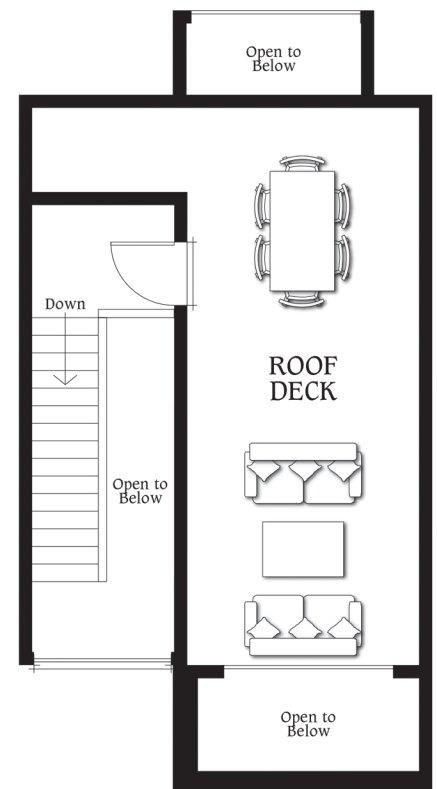 Open to
Below
Down
ROOF
DECK
Open to
Below
Open to
Below